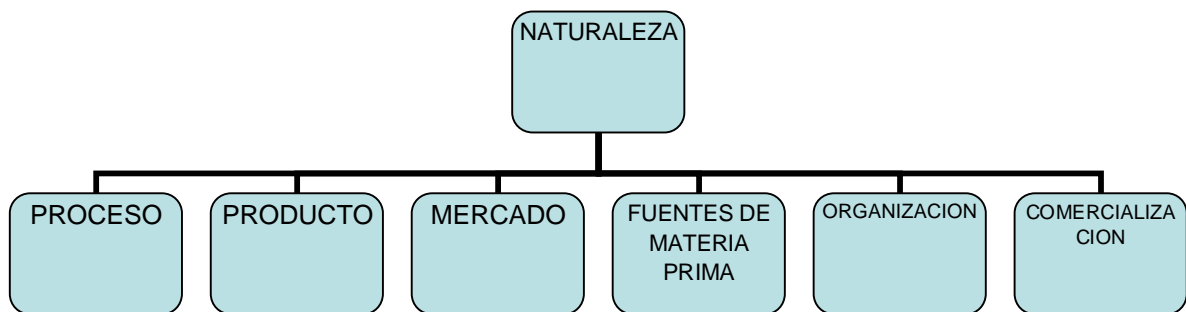 NATURALEZA
PROCESO
PRODUCTO
MERCADO
FUENTES DE
MATERIA
PRIMA
ORGANIZACION
COMERCIALIZA
CION